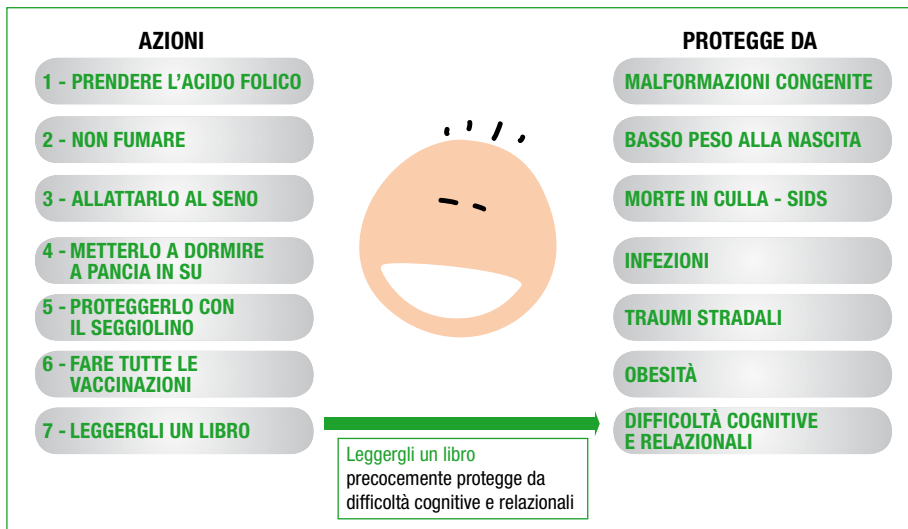 AZIONI
1 - PRENDERE L'ACIDO FOLICO
2 - NON FUMARE
3 - ALLATTARLO AL SENO
4 - METTERLO A DORMIRE
A PANCIA IN SU
5 - PROTEGGERLO CON
IL SEGGIOLINO
6 - FARE TUTTE LE
VACCINAZIONI
7 - LEGGERGLI UN LIBRO
Leggergli un libro
precocemente protegge da
difficoltà cognitive e relazionali
PROTEGGE DA
MALFORMAZIONI CONGENITE
BASSO PESO ALLA NASCITA
MORTE IN CULLA - SIDS
INFEZIONI
TRAUMI STRADALI
OBESITÀ
DIFFICOLTÀ COGNITIVE
E RELAZIONALI